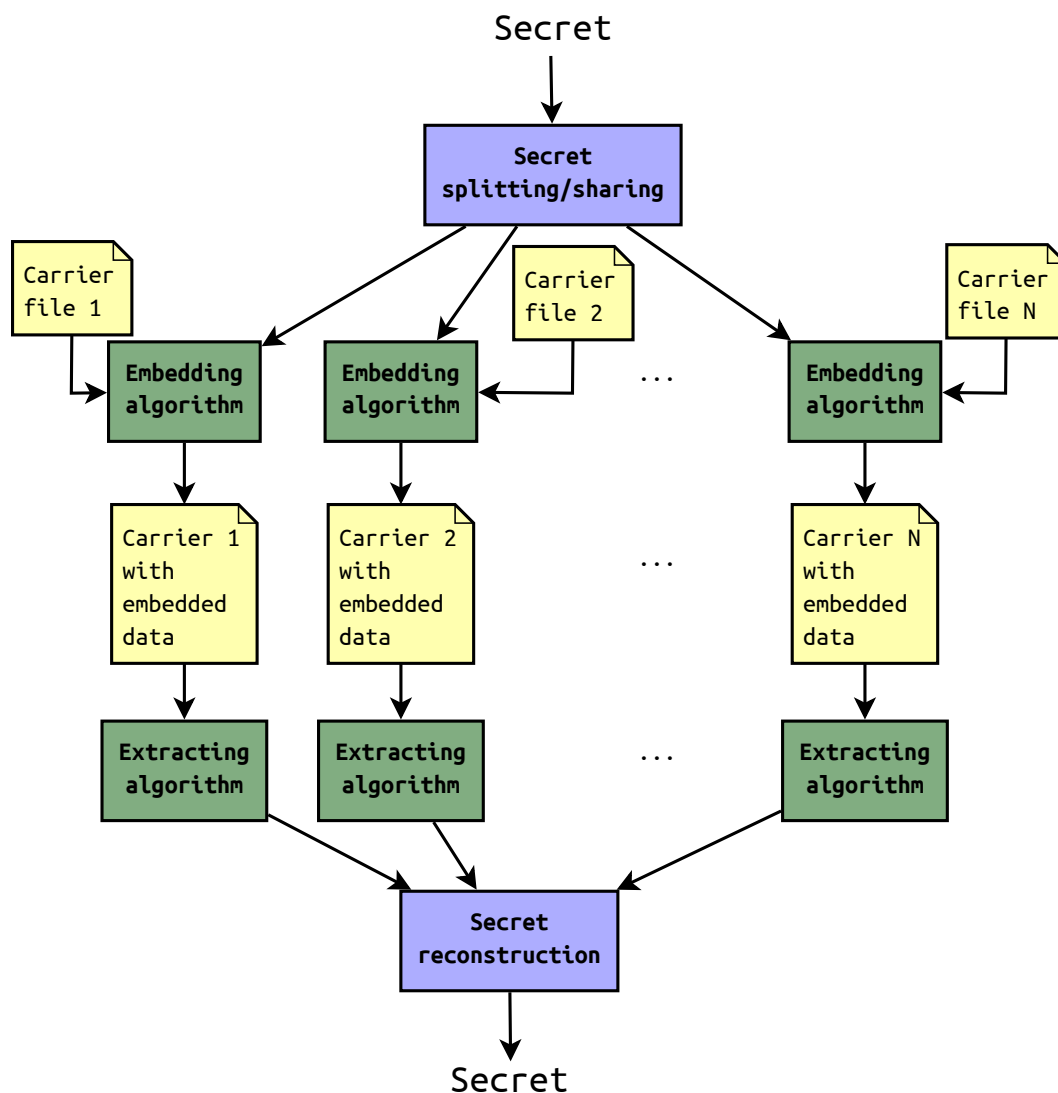 Secret
Secret
splitting/sharing
Carrier
file 1
Carrier
file 2
Carrier
file N
Embedding
algorithm
Embedding
algorithm
...
Embedding
algorithm
Carrier 1
with
embedded
data
Carrier 2
with
embedded
data
...
Carrier N
with
embedded
data
Extracting
algorithm
Extracting
algorithm
...
Extracting
algorithm
Secret
reconstruction
Secret